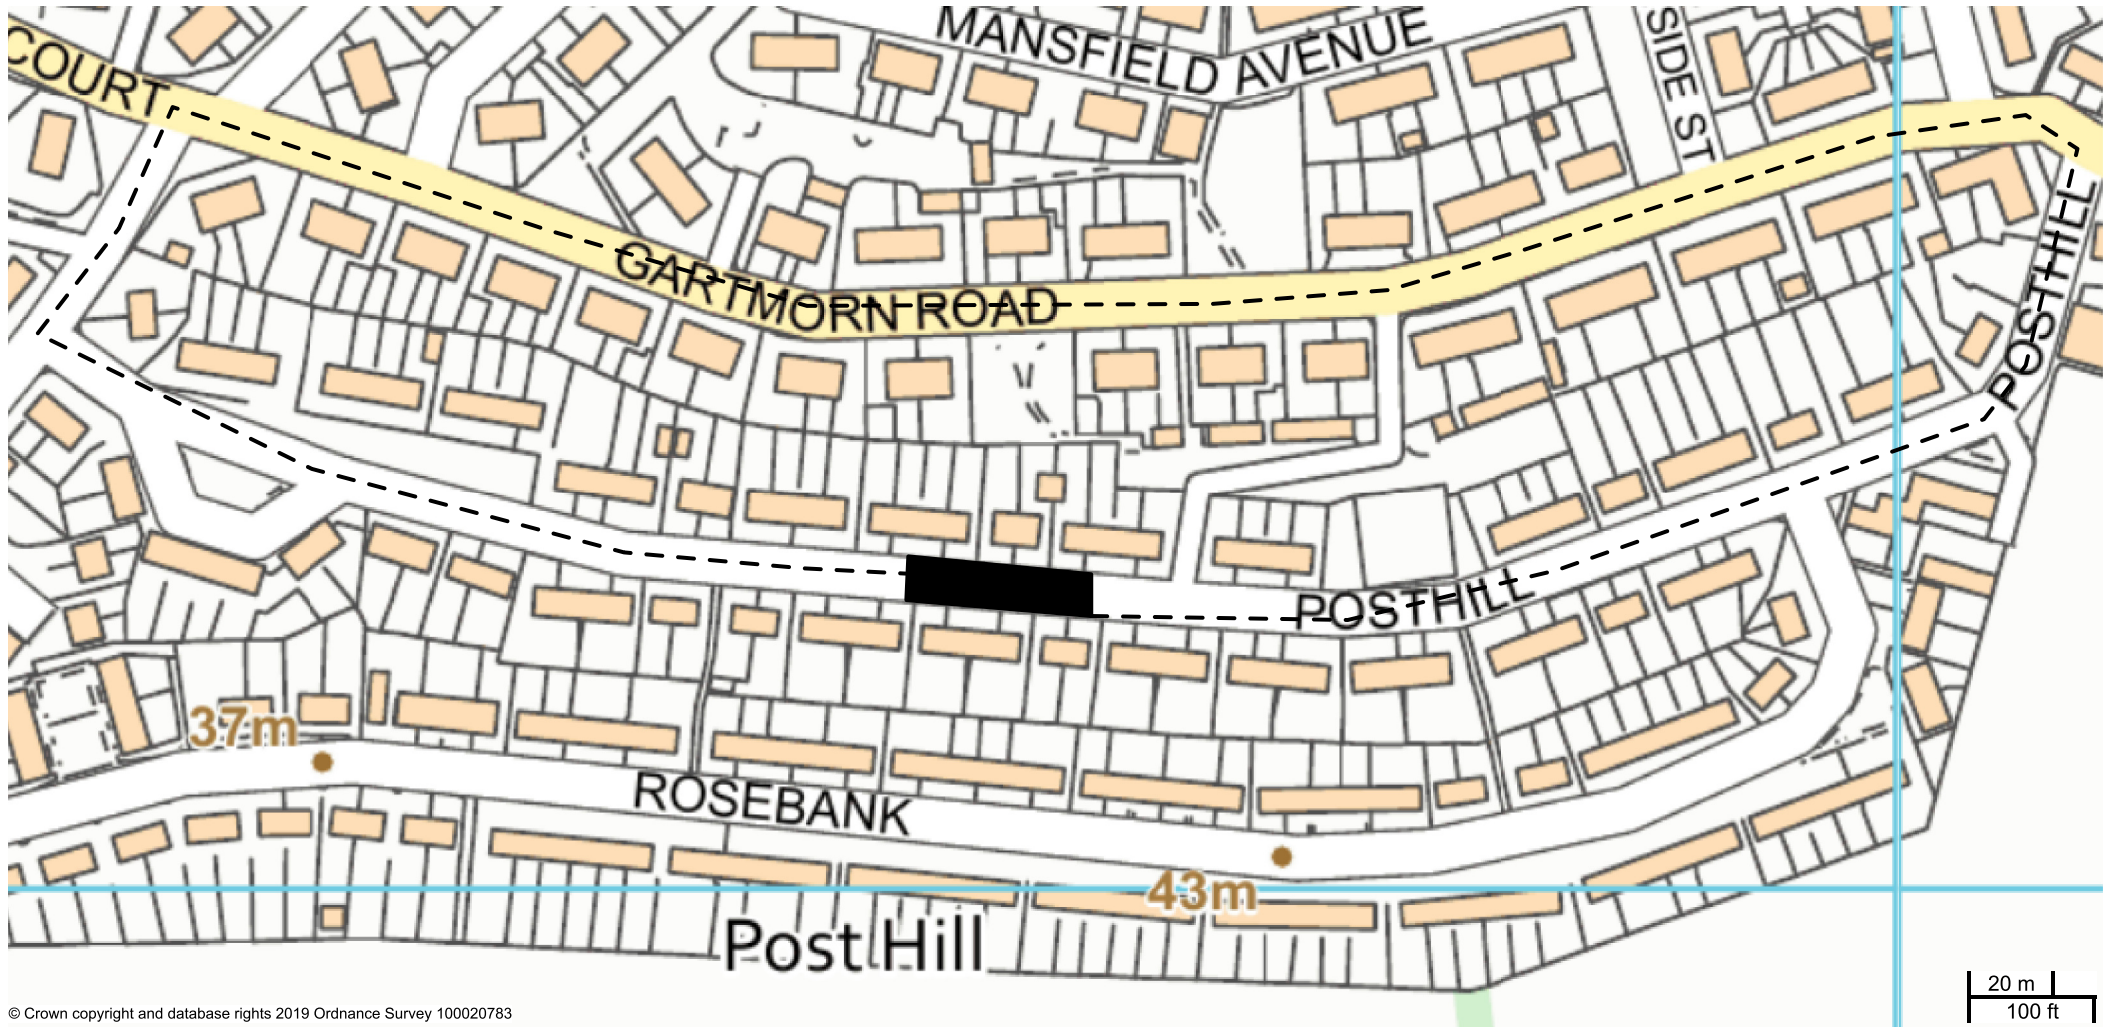 COURT
MANSFIELD AVENUE
SIDE ST
GARTMORN ROAD
POSTHILL
POSTHILL
37m
ROSEBANK
43m
Post Hill
20 m
100 ft
© Crown copyright and database rights 2019 Ordnance Survey 100020783